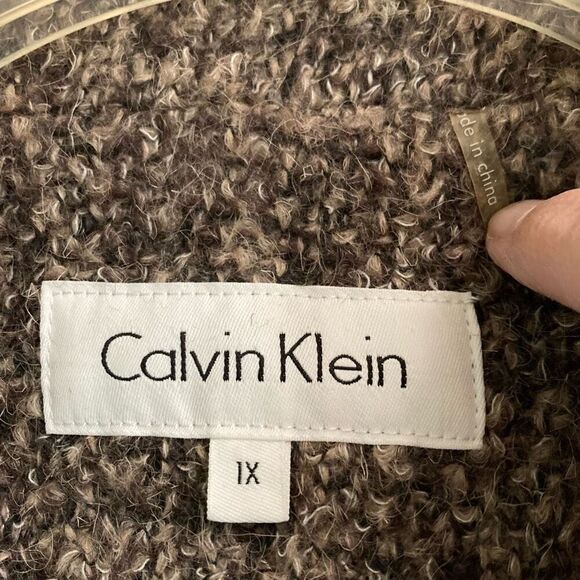 de in china
Calvin Klein
1X